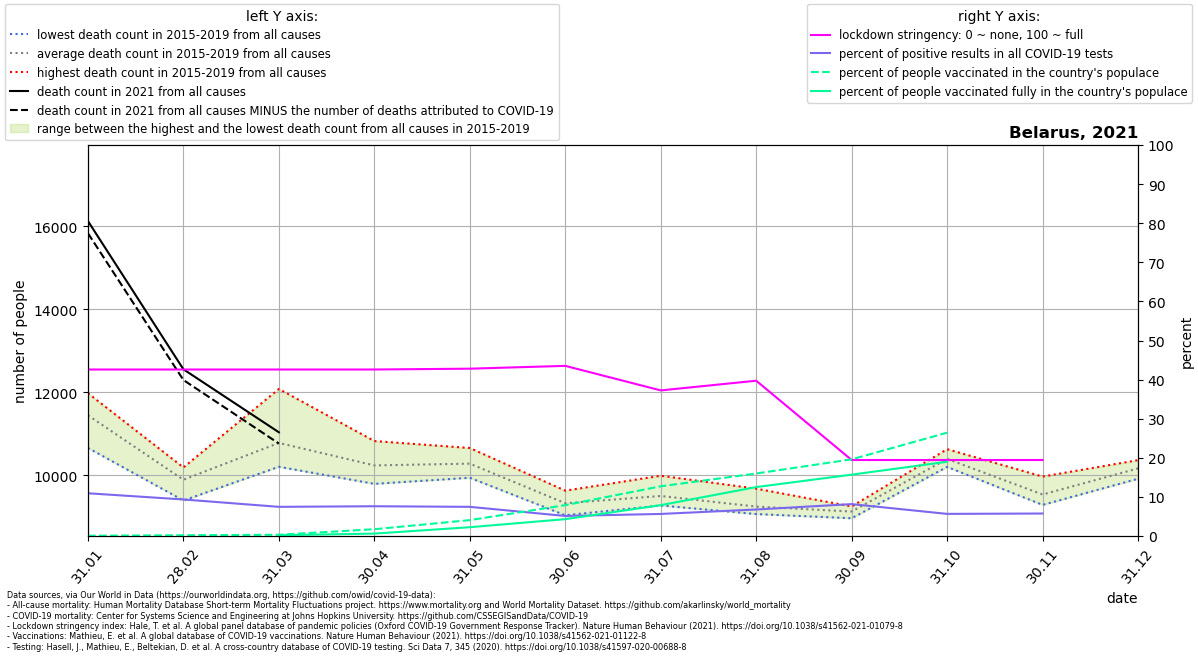 left Y axis:
lowest death count in 2015-2019 from all causes
average death count in 2015-2019 from all causes
highest death count in 2015-2019 from all causes
death count in 2021 from all causes
death count in 2021 from all causes MINUS the number of deaths attributed to COVID-19
range between the highest and the lowest death count from all causes in 2015-2019
right Y axis:
lockdown stringency: 0 ~ none, 100 ~ full
percent of positive results in all COVID-19 tests
percent of people vaccinated in the country's populace
percent of people vaccinated fully in the country's populace
Belarus, 2021
number of people
16000
14000
12000
10000
100
90
80
70
60
50
40
30
20
10
0
percent
31.01
28.02
31.03
30.04
31.05
30.06
31.07
31.08
30.09
31.10
30.11
31.12
date
Data sources, via Our World in Data (https://ourworldindata.org, https://github.com/owid/covid-19-data):
- All-cause mortality: Human Mortality Database Short-term Mortality Fluctuations project. https://www.mortality.org and World Mortality Dataset. https://github.com/akarlinsky/world_mortality
- COVID-19 mortality: Center for Systems Science and Engineering at Johns Hopkins University. https://github.com/CSSEGISandData/COVID-19
- Lockdown stringency index: Hale, T. et al. A global panel database of pandemic policies (Oxford COVID-19 Government Response Tracker). Nature Human Behaviour (2021). https://doi.org/10.1038/s41562-021-01079-8
- Vaccinations: Mathieu, E. et al. A global database of COVID-19 vaccinations. Nature Human Behaviour (2021). https://doi.org/10.1038/s41562-021-01122-8
- Testing: Hasell, J., Mathieu, E., Beltekian, D. et al. A cross-country database of COVID-19 testing. Sci Data 7, 345 (2020). https://doi.org/10.1038/s41597-020-00688-8